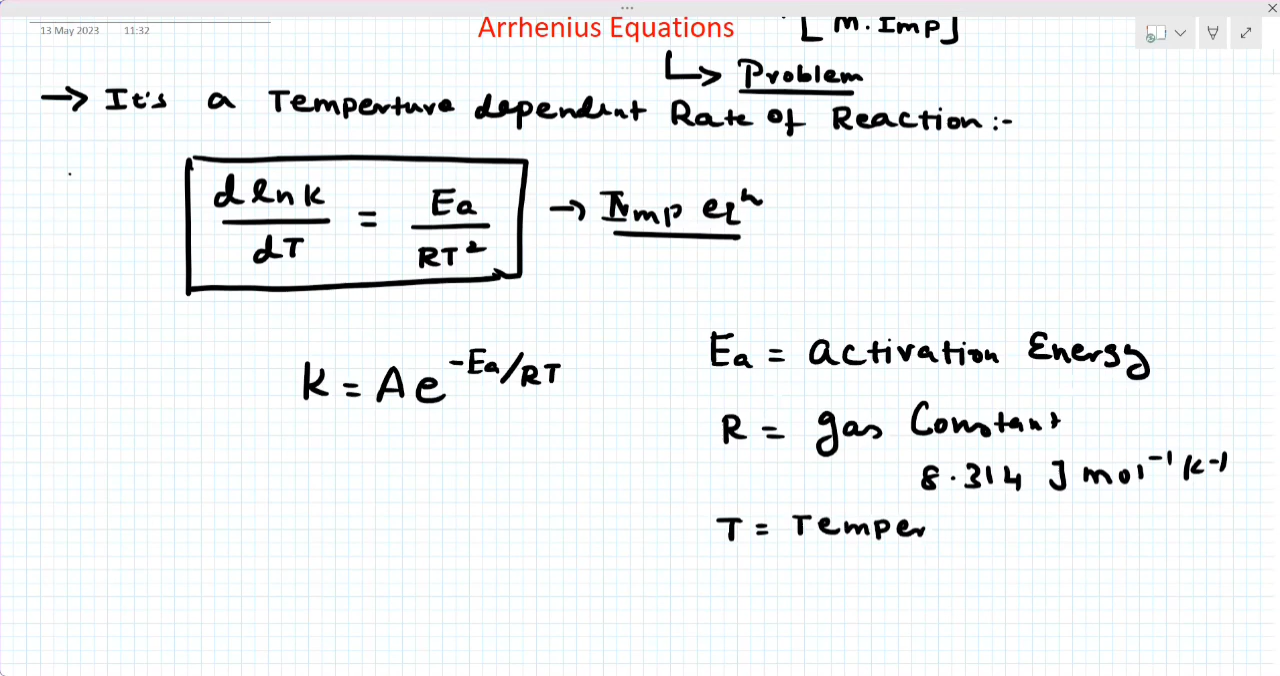 13 May 2023 11:32
Arrhenius Equations [M.Imp]
↳ Problem
→ It's a Temperture dependent Rate of Reaction :-
d ln k / dT = Ea / RT² → Imp eqⁿ
k = A e^-Ea/RT
Ea = activation Energy
R = gas Constant
8.314 J mol⁻¹ k⁻¹
T = Temper